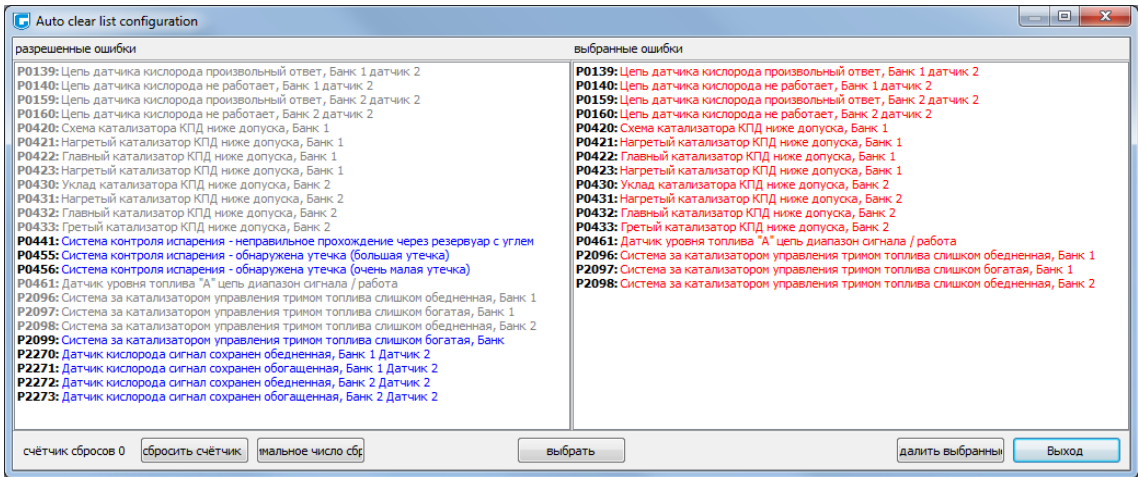 Auto clear list configuration
разрешенные ошибки
P0139: Цепь датчика кислорода произвольный ответ, Банк 1 датчик 2
P0140: Цепь датчика кислорода не работает, Банк 1 датчик 2
P0159: Цепь датчика кислорода произвольный ответ, Банк 2 датчик 2
P0160: Цепь датчика кислорода не работает, Банк 2 датчик 2
P0420: Схема катализатора КПД ниже допуска, Банк 1
P0421: Нагретый катализатор КПД ниже допуска, Банк 1
P0422: Главный катализатор КПД ниже допуска, Банк 1
P0423: Нагретый катализатор КПД ниже допуска, Банк 1
P0430: Уклад катализатора КПД ниже допуска, Банк 2
P0431: Нагретый катализатор КПД ниже допуска, Банк 2
P0432: Главный катализатор КПД ниже допуска, Банк 2
P0433: Гретый катализатор КПД ниже допуска, Банк 2
P0441: Система контроля испарения - неправильное прохождение через резервуар с углем
P0455: Система контроля испарения - обнаружена утечка (большая утечка)
P0456: Система контроля испарения - обнаружена утечка (очень малая утечка)
P0461: Датчик уровня топлива "А" цепь диапазон сигнала / работа
P2096: Система за катализатором управления тримом топлива слишком обедненная, Банк 1
P2097: Система за катализатором управления тримом топлива слишком богатая, Банк 1
P2098: Система за катализатором управления тримом топлива слишком обедненная, Банк 2
P2099: Система за катализатором управления тримом топлива слишком богатая, Банк
P2270: Датчик кислорода сигнал сохранен обедненная, Банк 1 Датчик 2
P2271: Датчик кислорода сигнал сохранен обогащенная, Банк 1 Датчик 2
P2272: Датчик кислорода сигнал сохранен обедненная, Банк 2 Датчик 2
P2273: Датчик кислорода сигнал сохранен обогащенная, Банк 2 Датчик 2
выбранные ошибки
P0139: Цепь датчика кислорода произвольный ответ, Банк 1 датчик 2
P0140: Цепь датчика кислорода не работает, Банк 1 датчик 2
P0159: Цепь датчика кислорода произвольный ответ, Банк 2 датчик 2
P0160: Цепь датчика кислорода не работает, Банк 2 датчик 2
P0420: Схема катализатора КПД ниже допуска, Банк 1
P0421: Нагретый катализатор КПД ниже допуска, Банк 1
P0422: Главный катализатор КПД ниже допуска, Банк 1
P0423: Нагретый катализатор КПД ниже допуска, Банк 1
P0430: Уклад катализатора КПД ниже допуска, Банк 2
P0431: Нагретый катализатор КПД ниже допуска, Банк 2
P0432: Главный катализатор КПД ниже допуска, Банк 2
P0433: Гретый катализатор КПД ниже допуска, Банк 2
P0461: Датчик уровня топлива "А" цепь диапазон сигнала / работа
P2096: Система за катализатором управления тримом топлива слишком обедненная, Банк 1
P2097: Система за катализатором управления тримом топлива слишком богатая, Банк 1
P2098: Система за катализатором управления тримом топлива слишком обедненная, Банк 2
счётчик сбросов 0
сбросить счётчик
имальное число сбр
выбрать
далить выбранны
Выход